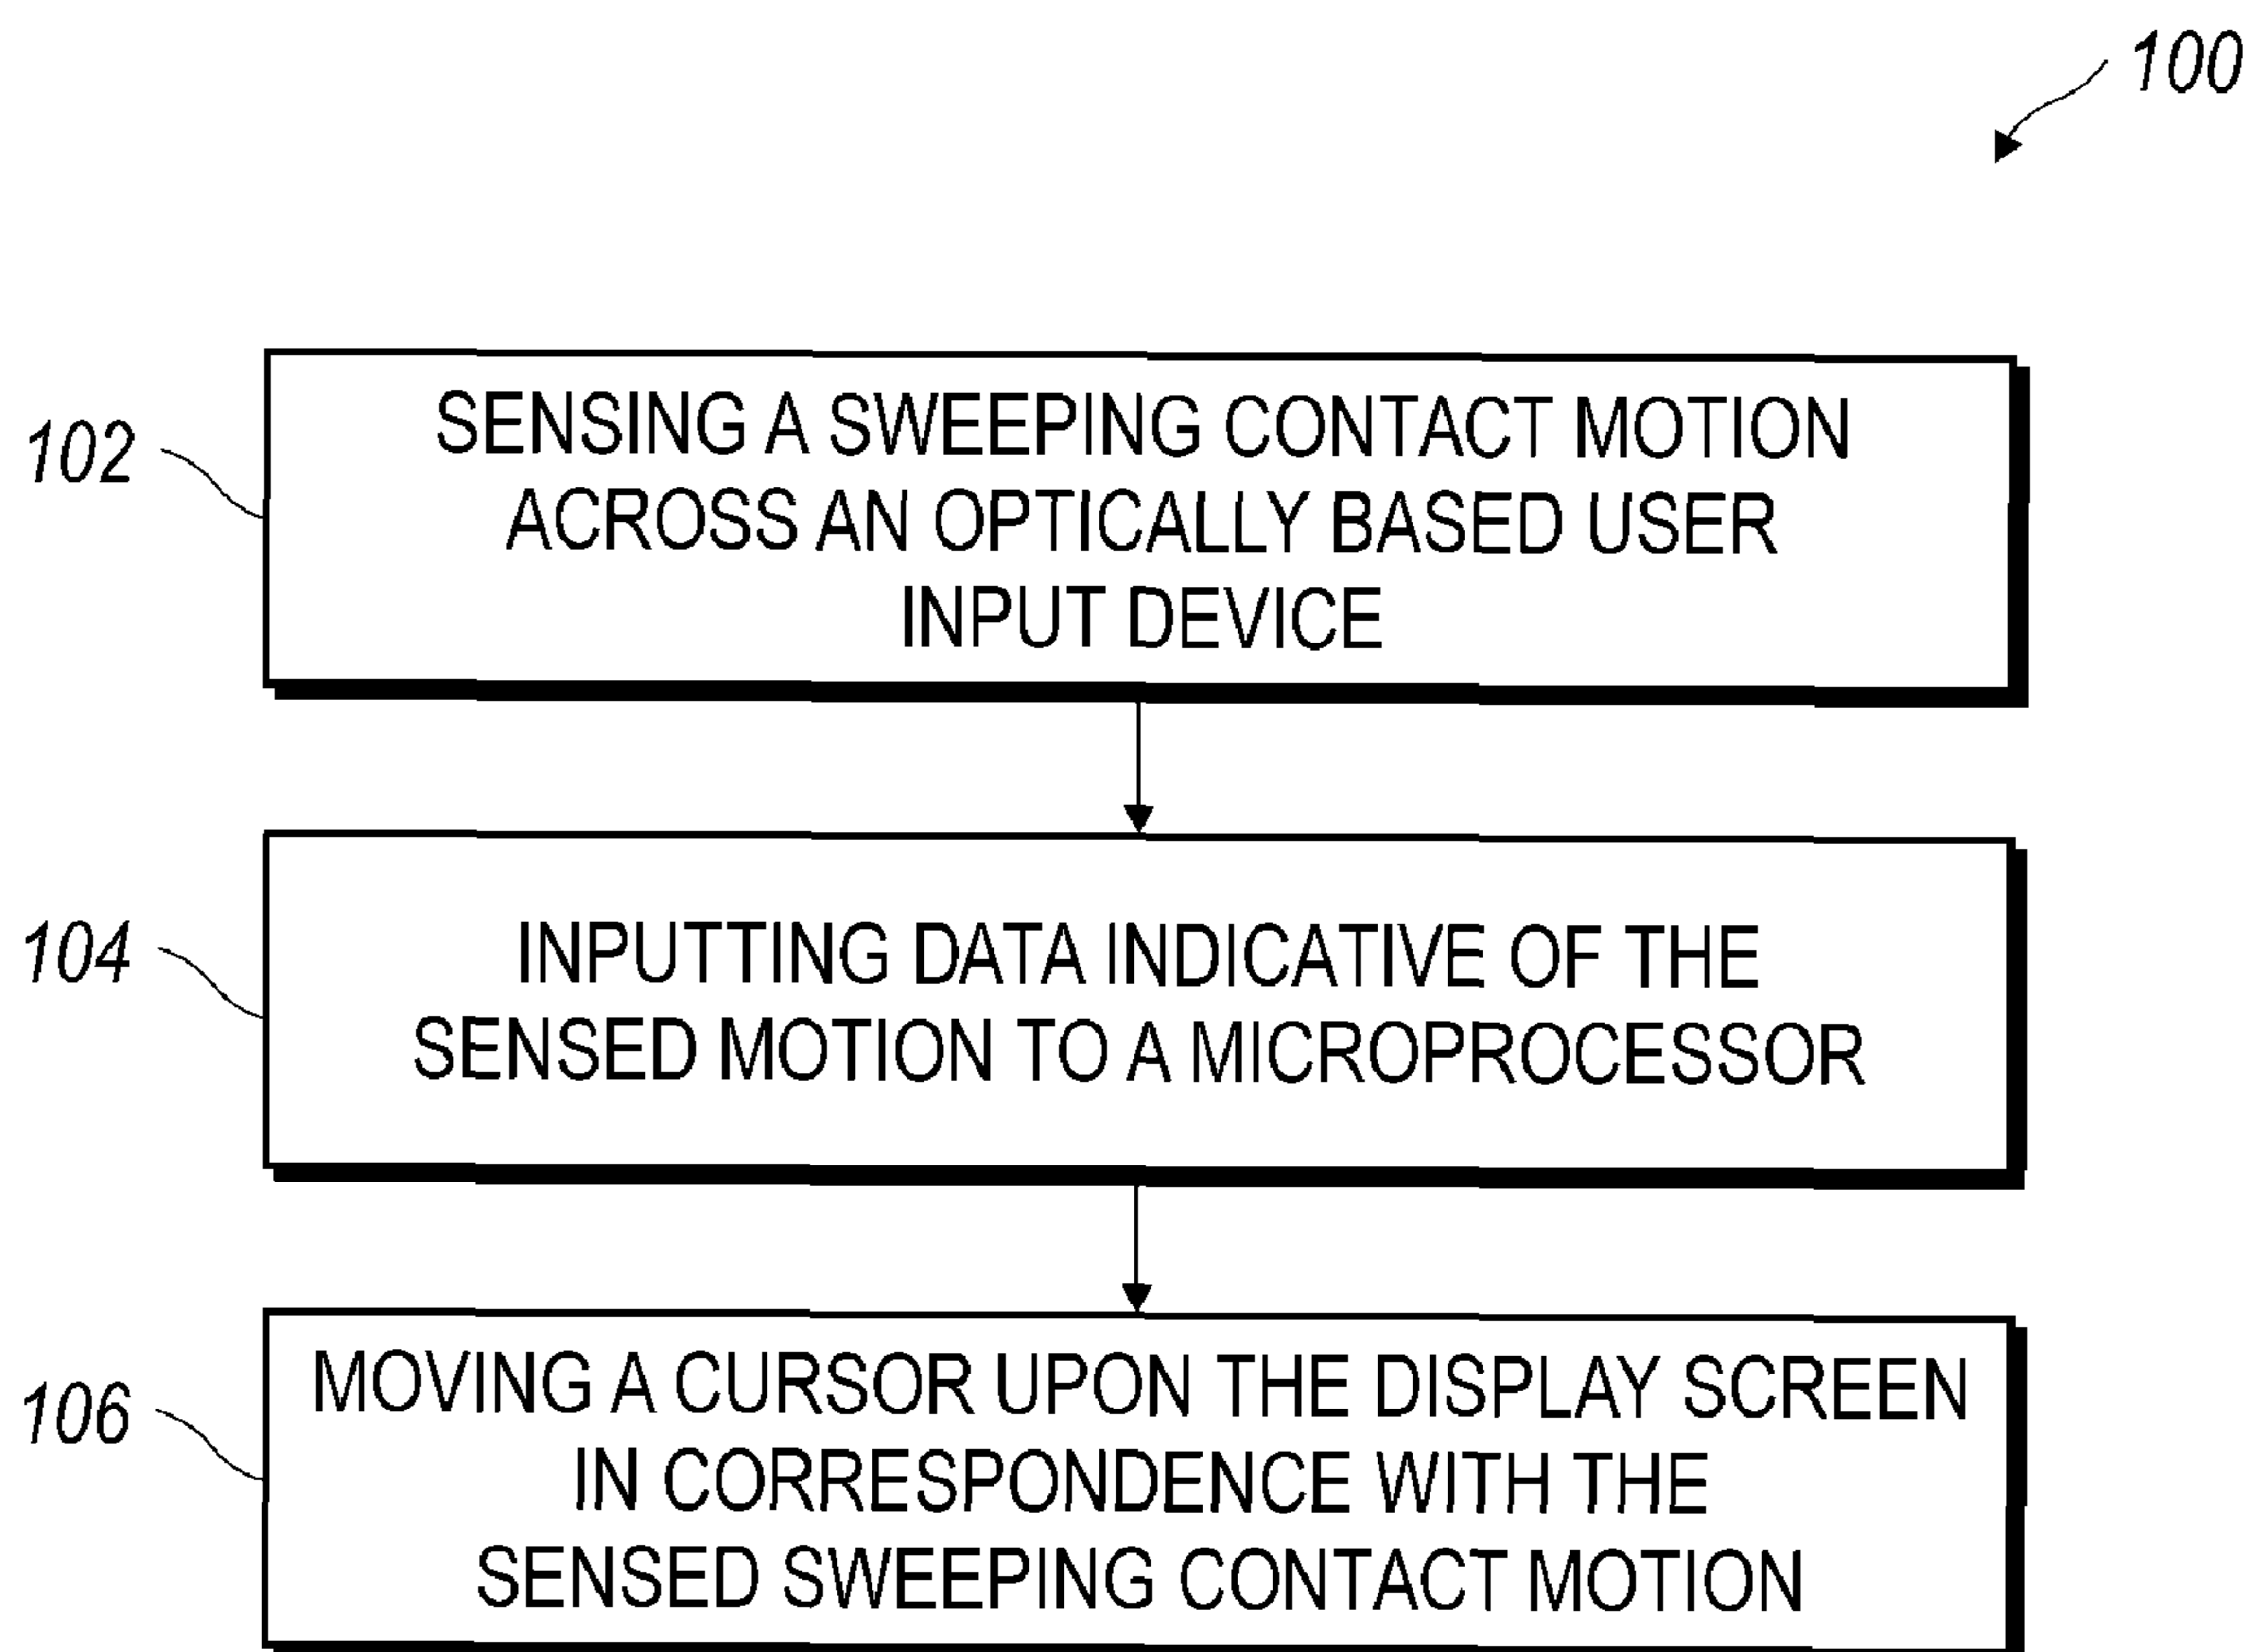 100
102
SENSING A SWEEPING CONTACT MOTION
ACROSS AN OPTICALLY BASED USER
INPUT DEVICE
104
INPUTTING DATA INDICATIVE OF THE
SENSED MOTION TO A MICROPROCESSOR
106
MOVING A CURSOR UPON THE DISPLAY SCREEN
IN CORRESPONDENCE WITH THE
SENSED SWEEPING CONTACT MOTION